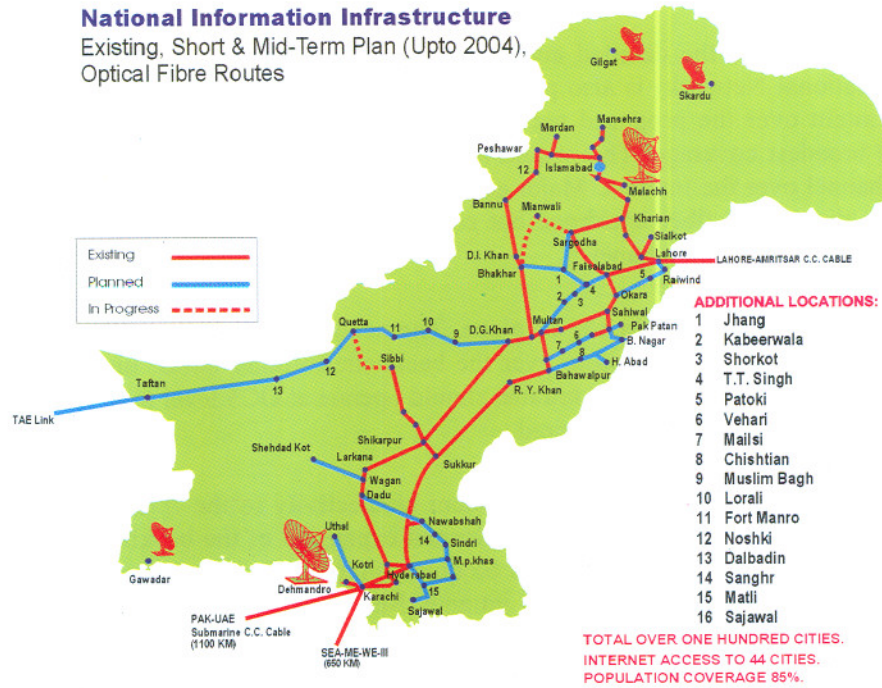 National Information Infrastructure
Existing, Short & Mid-Term Plan (Upto 2004),
Optical Fibre Routes
Gilgat
Skardu
Mansehra
Mardan
Peshawar
12
Islamabad
Malachh
Bannu
Mianwali
Kharian
Sialkot
Sargodha
Existing
Planned
In Progress
D.I. Khan
Bhakhar
Faisalabad
Lahore
LAHORE-AMRITSAR C.C. CABLE
1
4
5
Raiwind
2
3
Okara
Quetta
11
10
9
D.G.Khan
Multan
Sahiwal
Pak Patan
6
B. Nagar
7
8
H. Abad
Sibbi
12
13
Bahawalpur
R. Y. Khan
Taftan
TAE Link
Shikarpur
Shehdad Kot
Larkana
Sukkur
Wagan
Dadu
Uthal
Nawabshah
14
Sindri
Kotri
M.p.khas
Gawadar
Dehmandro
Hyderabad
15
Karachi
Sajawal
PAK-UAE
Submarine C.C. Cable
(1100 KM)
SEA-ME-WE-III
(650 KM)
ADDITIONAL LOCATIONS:
1 Jhang
2 Kabeerwala
3 Shorkot
4 T.T. Singh
5 Patoki
6 Vehari
7 Mailsi
8 Chishtian
9 Muslim Bagh
10 Lorali
11 Fort Manro
12 Noshki
13 Dalbadin
14 Sanghr
15 Matli
16 Sajawal
TOTAL OVER ONE HUNDRED CITIES.
INTERNET ACCESS TO 44 CITIES.
POPULATION COVERAGE 85%.